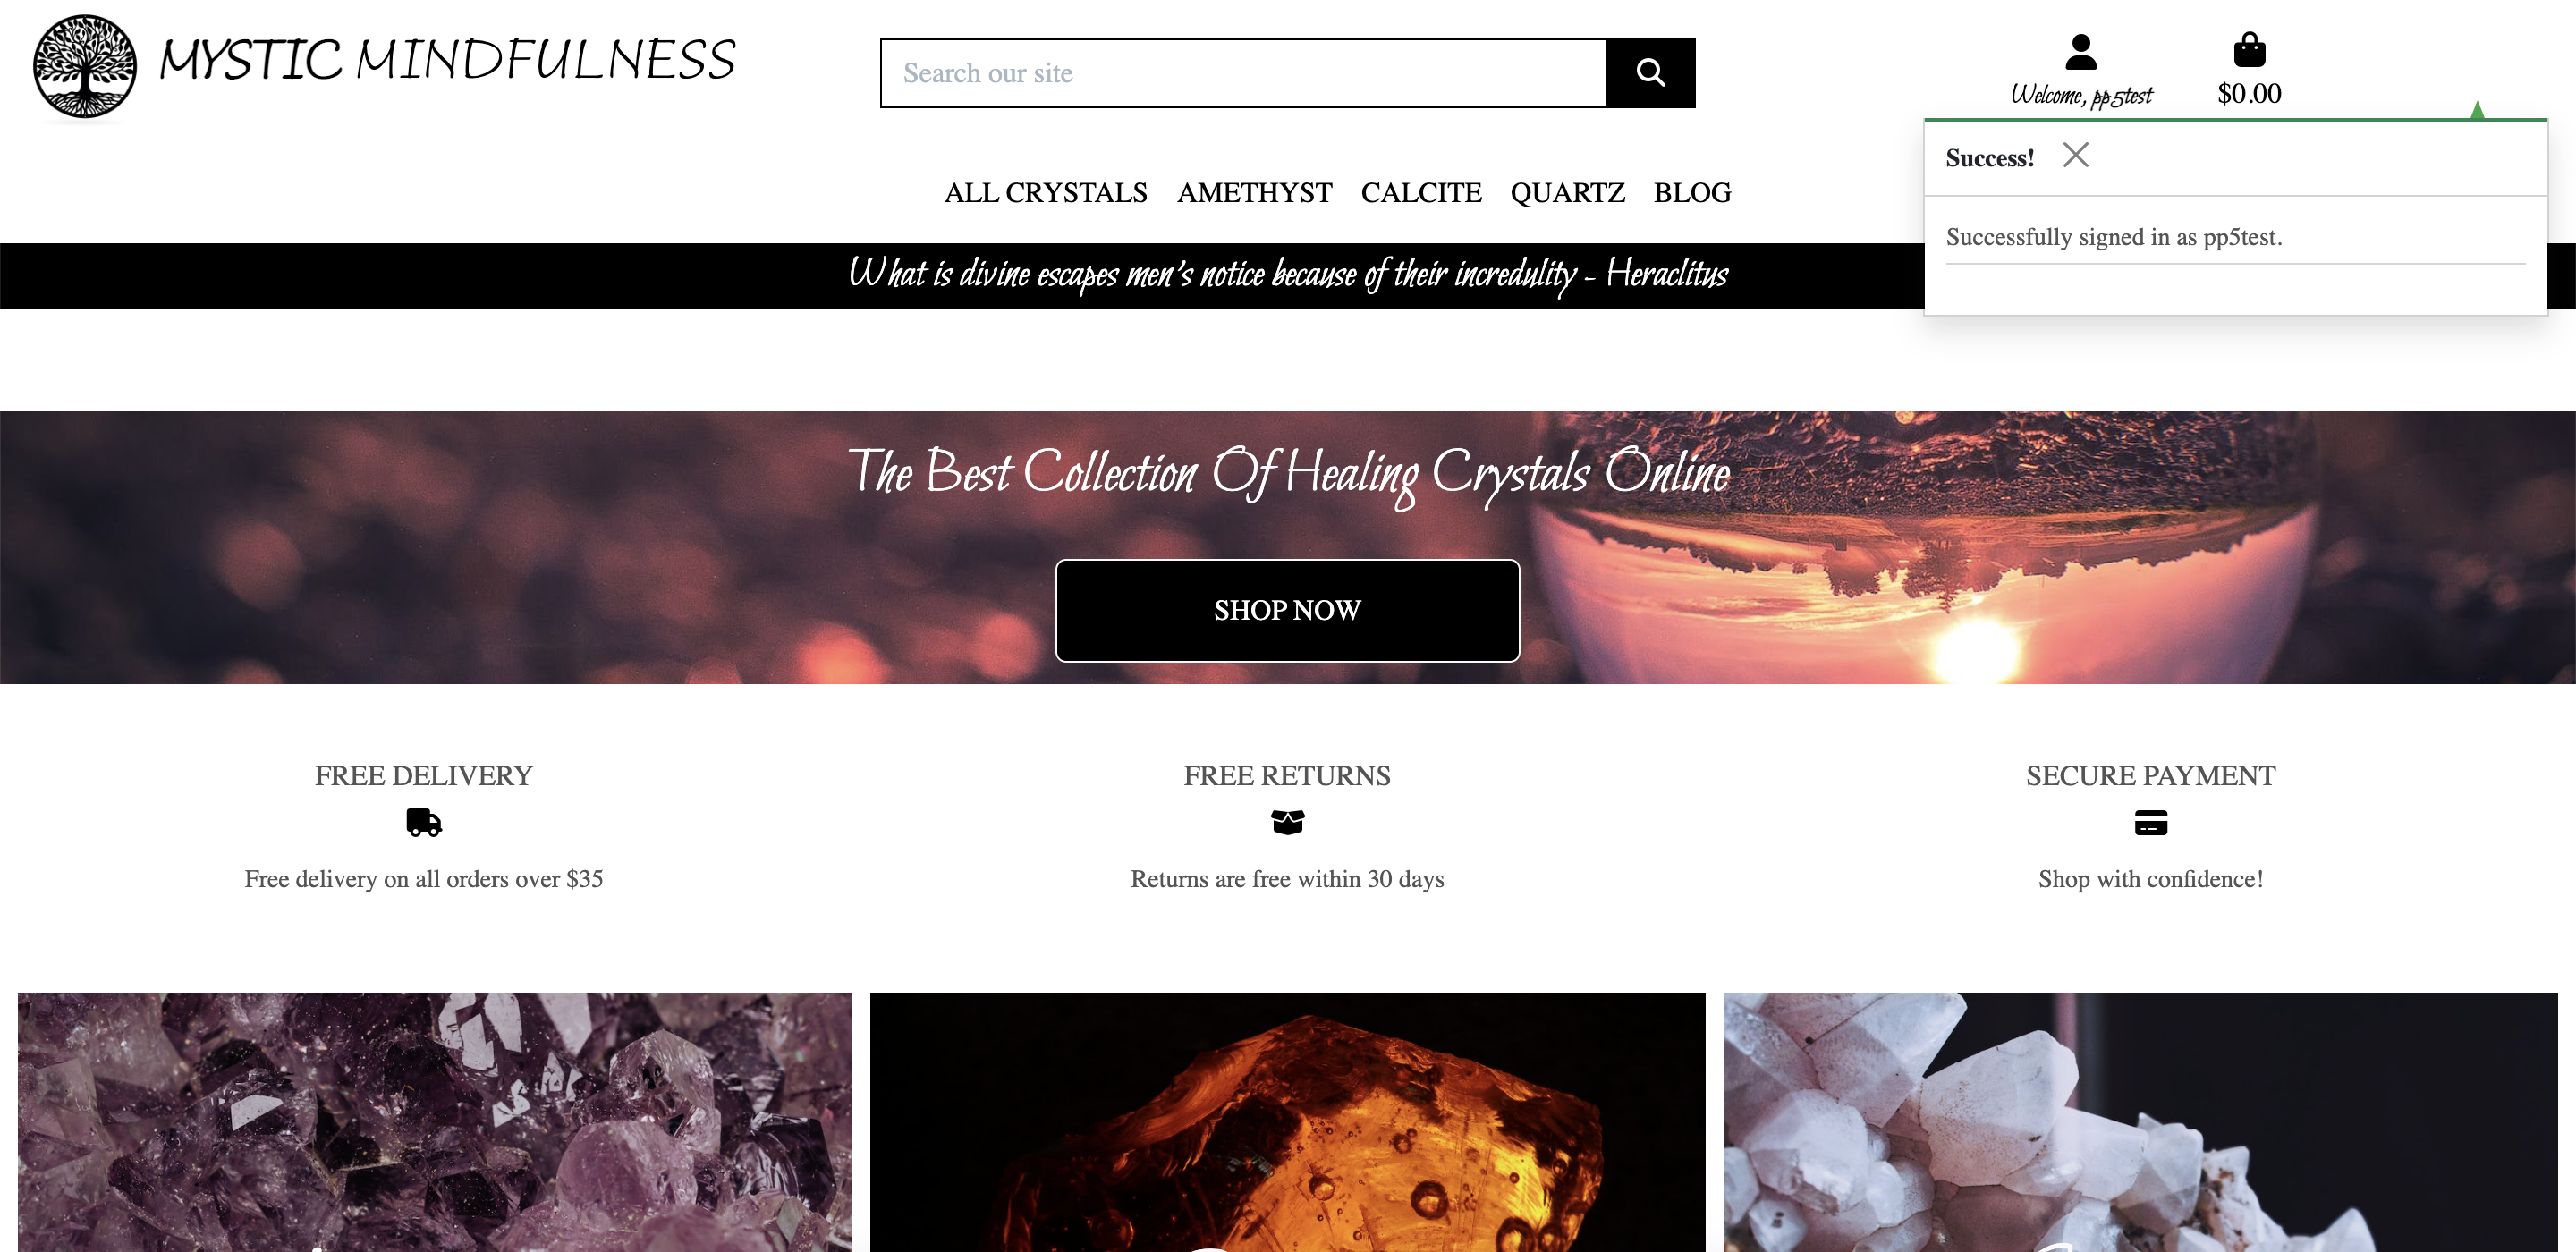 MYSTIC MINDFULNESS
Search our site
Welcome, pp5test
$0.00
Success!
Successfully signed in as pp5test.
ALL CRYSTALS AMETHYST CALCITE QUARTZ BLOG
What is divine escapes men's notice because of their incredulity - Heraclitus
The Best Collection Of Healing Crystals Online
SHOP NOW
FREE DELIVERY
Free delivery on all orders over $35
FREE RETURNS
Returns are free within 30 days
SECURE PAYMENT
Shop with confidence!